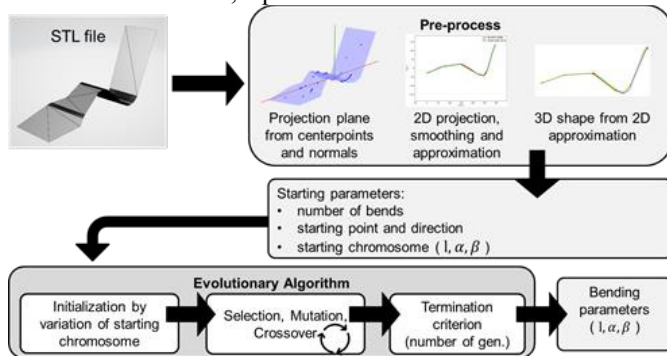 STL file
Pre-process
Projection plane
from centerpoints
and normals
2D projection,
smoothing and
approximation
3D shape from 2D
approximation
Starting parameters:
• number of bends
• starting point and direction
• starting chromosome ( l, α, β )
Evolutionary Algorithm
Initialization by
variation of starting
chromosome
Selection, Mutation,
Crossover
Termination
criterion
(number of gen.)
Bending
parameters
( l, α, β )